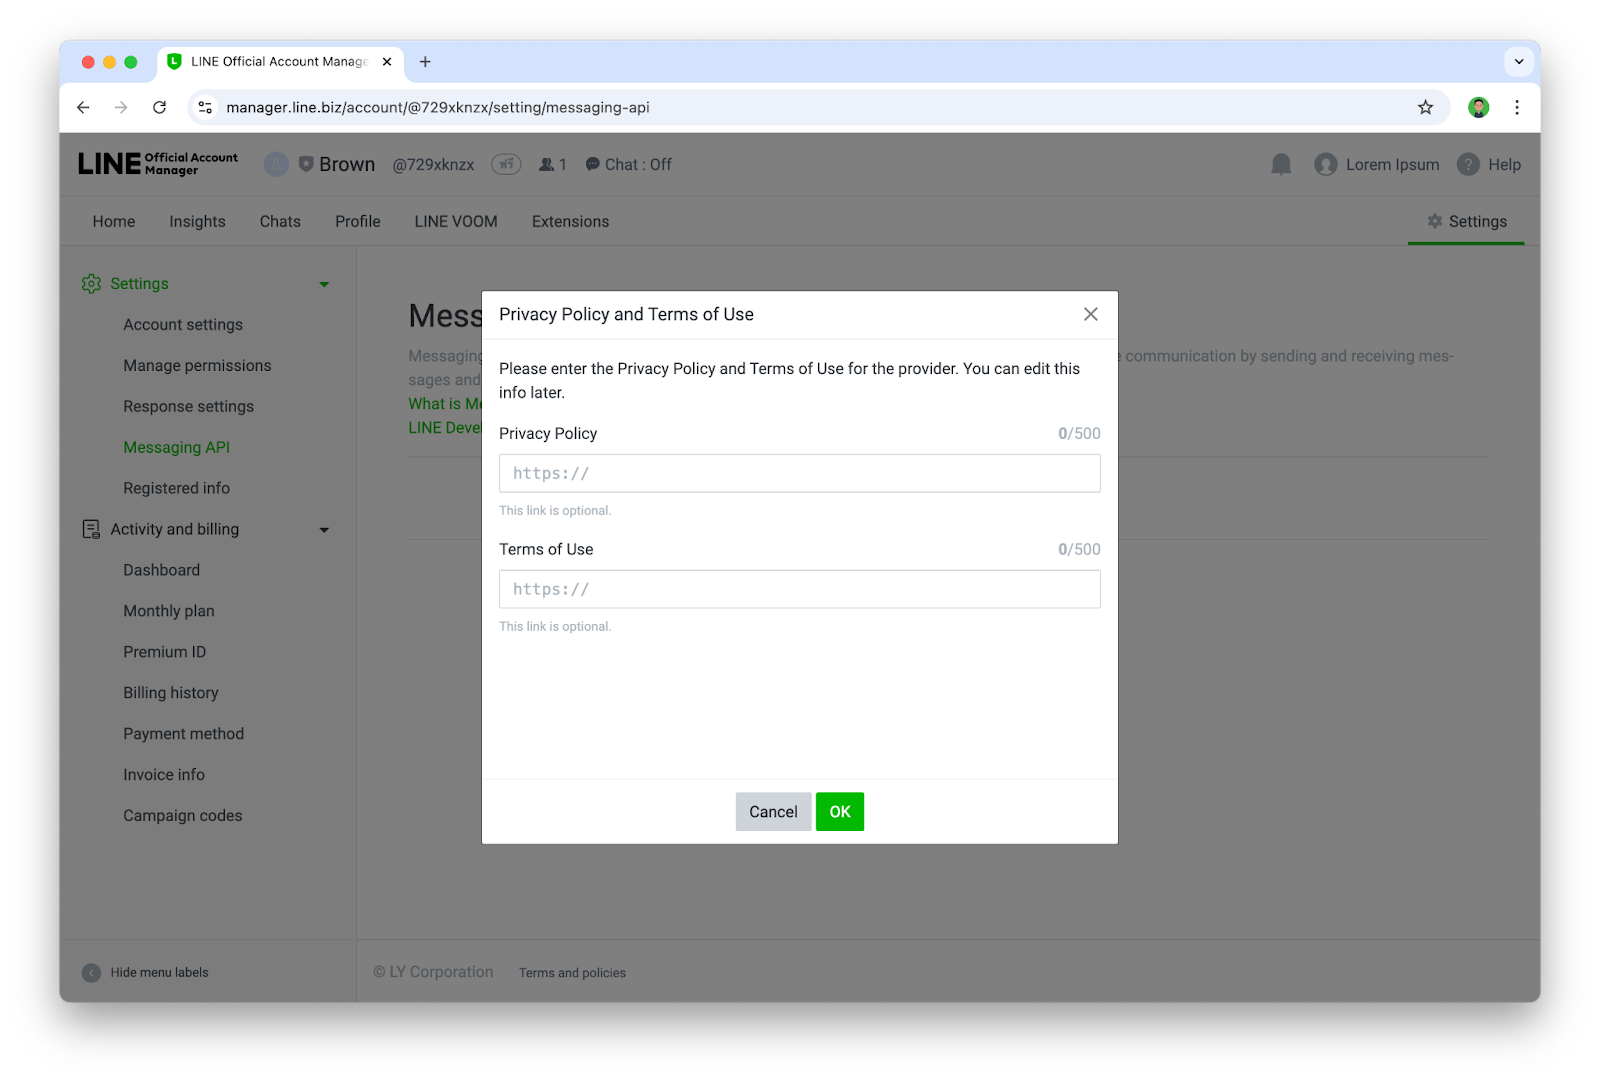 LINE Official Account Manage
manager.line.biz/account/@729xknzx/setting/messaging-api
LINE Official Account Manager
Brown @729xknzx ฟรี 1 Chat : Off
Lorem Ipsum ? Help
Home Insights Chats Profile LINE VOOM Extensions Settings
Settings
Account settings
Manage permissions
Response settings
Messaging API
Registered info
Activity and billing
Dashboard
Monthly plan
Premium ID
Billing history
Payment method
Invoice info
Campaign codes
Hide menu labels
Mess
Messaging
communication by sending and receiving mes-
sages and
What is Me
LINE Devel
Privacy Policy and Terms of Use
Please enter the Privacy Policy and Terms of Use for the provider. You can edit this
info later.
Privacy Policy 0/500
https://
This link is optional.
Terms of Use 0/500
https://
This link is optional.
Cancel OK
© LY Corporation Terms and policies